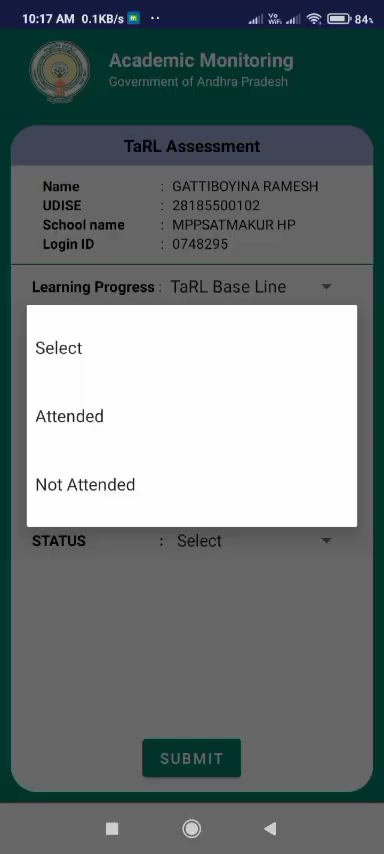 10:17 AM 0.1KB/s m ·· Vo WiFi 84%
Academic Monitoring
Government of Andhra Pradesh
TaRL Assessment
Name : GATTIBOYINA RAMESH
UDISE : 28185500102
School name : MPPSATMAKUR HP
Login ID : 0748295
Learning Progress : TaRL Base Line
Select
Attended
Not Attended
STATUS : Select
SUBMIT